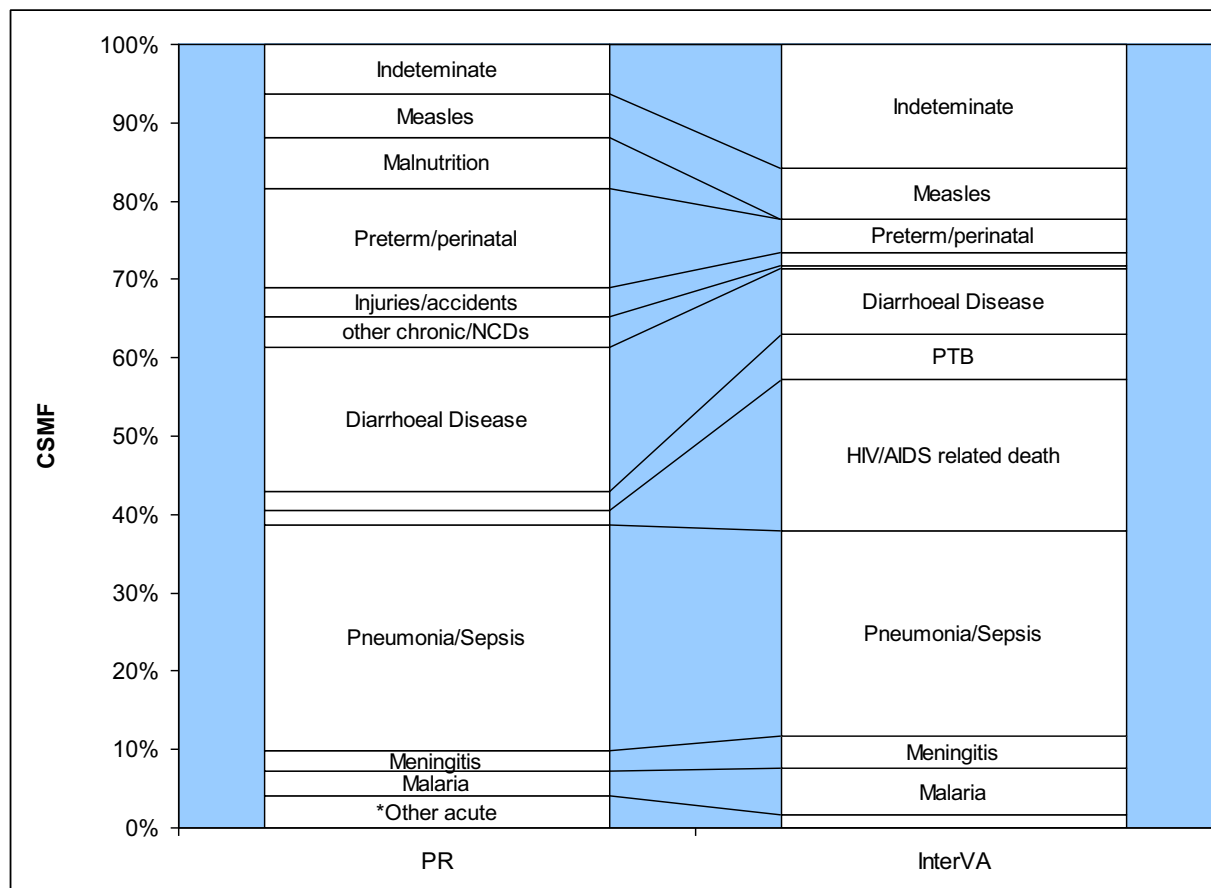 100%
90%
80%
70%
60%
50%
40%
30%
20%
10%
0%
CSMF
Indeteminate
Measles
Malnutrition
Preterm/perinatal
Injuries/accidents
other chronic/NCDs
Diarrhoeal Disease
Pneumonia/Sepsis
Meningitis
Malaria
*Other acute
Indeteminate
Measles
Preterm/perinatal
Diarrhoeal Disease
PTB
HIV/AIDS related death
Pneumonia/Sepsis
Meningitis
Malaria
PR
InterVA